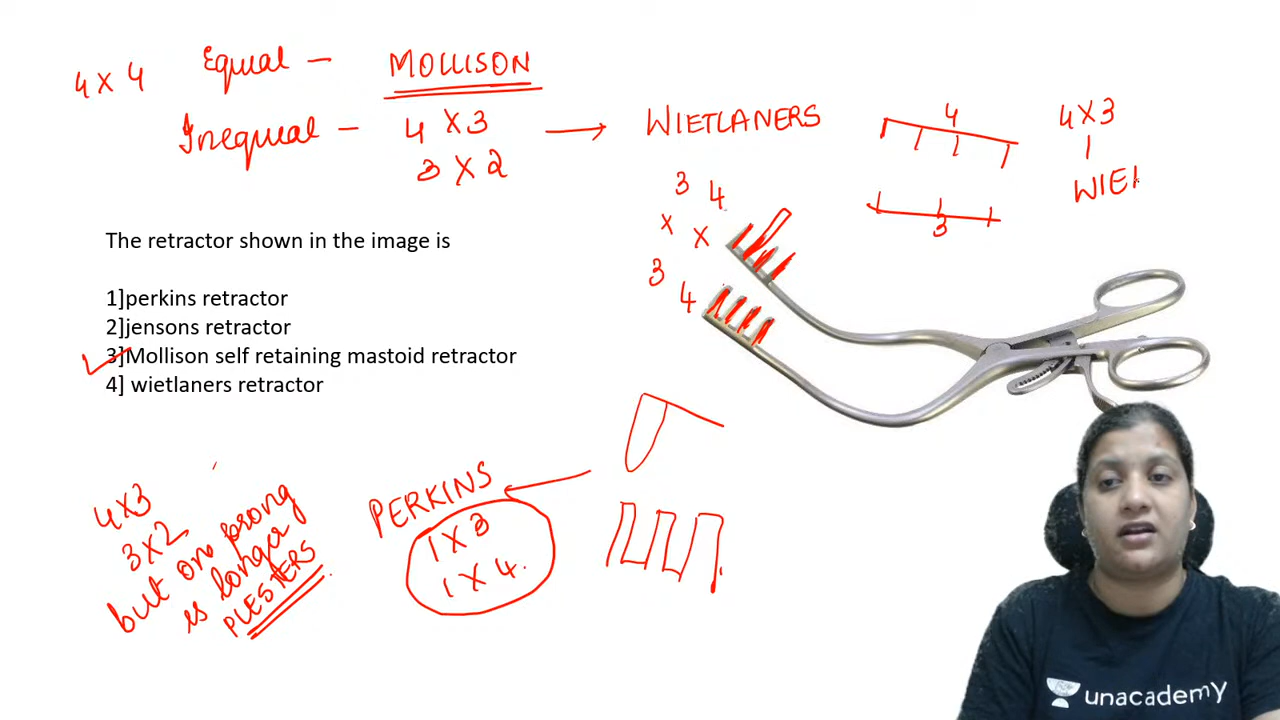 4 X 4 Equal — MOLLISON
Inequal — 4 X 3 → WIETLANERS
3 X 2
4
3
4X3
WIE
3 4
X X
3 4
The retractor shown in the image is
1]perkins retractor
2]jensons retractor
3]Mollison self retaining mastoid retractor
4] wietlaners retractor
4X3
3X2
but one prong
is longer
PLESTERS
PERKINS
1 X 3
1 X 4.
unacademy